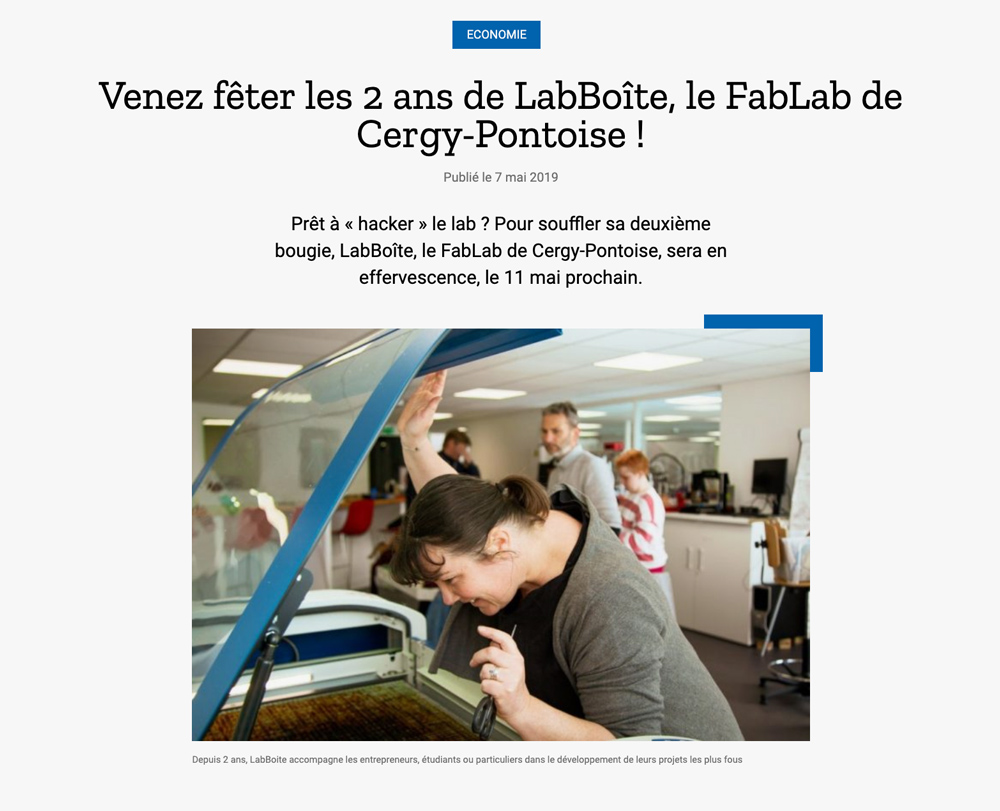 ECONOMIE
Venez fêter les 2 ans de LabBoîte, le FabLab de
Cergy-Pontoise !
Publié le 7 mai 2019
Prêt à « hacker » le lab ? Pour souffler sa deuxième
bougie, LabBoîte, le FabLab de Cergy-Pontoise, sera en
effervescence, le 11 mai prochain.
Depuis 2 ans, LabBoite accompagne les entrepreneurs, étudiants ou particuliers dans le développement de leurs projets les plus fous